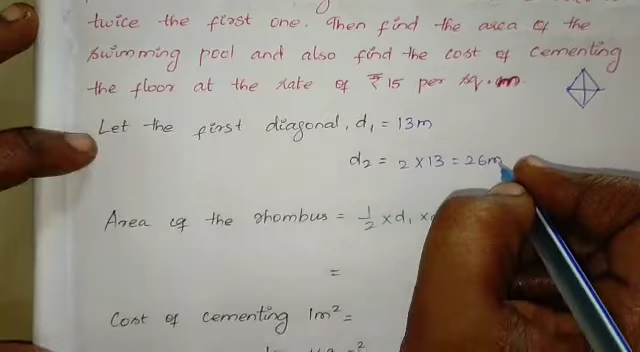 twice the first one. Then find the area of the
swimming pool and also find the cost of cementing
the floor at the rate of ₹15 per sq. m.
Let the first diagonal, d₁ = 13m
d₂ = 2 × 13 = 26m
Area of the rhombus = 1/2 × d₁ ×
=
Cost of cementing 1m² =